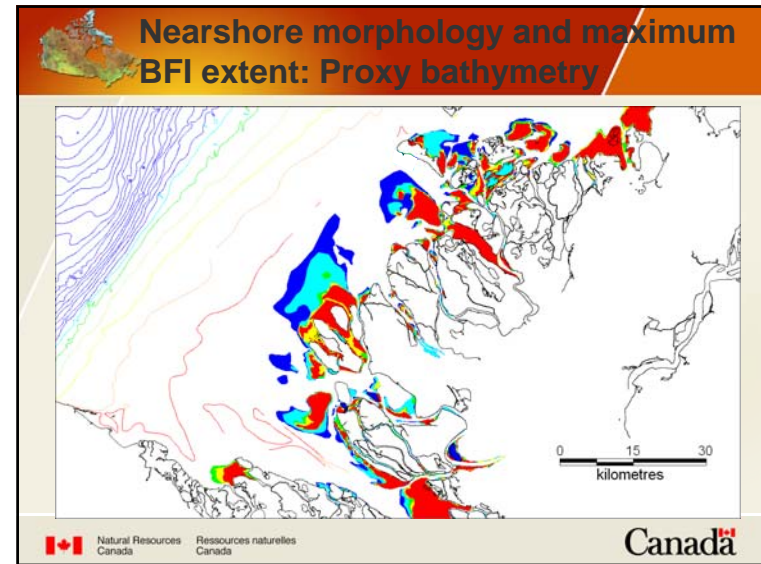 Nearshore morphology and maximum
BFI extent: Proxy bathymetry
0 15 30
kilometres
Natural Resources Ressources naturelles
Canada Canada
Canada